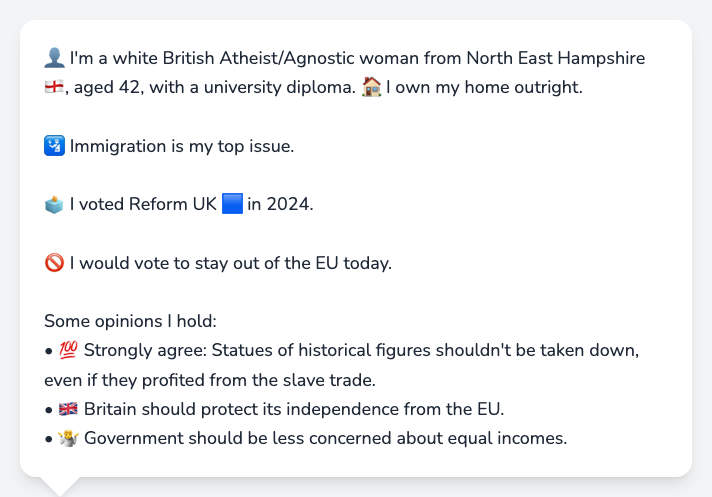 👤 I'm a white British Atheist/Agnostic woman from North East Hampshire
🏴󠁧󠁢󠁥󠁮󠁧󠁿, aged 42, with a university diploma. 🏠 I own my home outright.
🛂 Immigration is my top issue.
🗳️ I voted Reform UK 🟦 in 2024.
🚫 I would vote to stay out of the EU today.
Some opinions I hold:
• 💯 Strongly agree: Statues of historical figures shouldn't be taken down,
even if they profited from the slave trade.
• 🇬🇧 Britain should protect its independence from the EU.
• 🤷 Government should be less concerned about equal incomes.